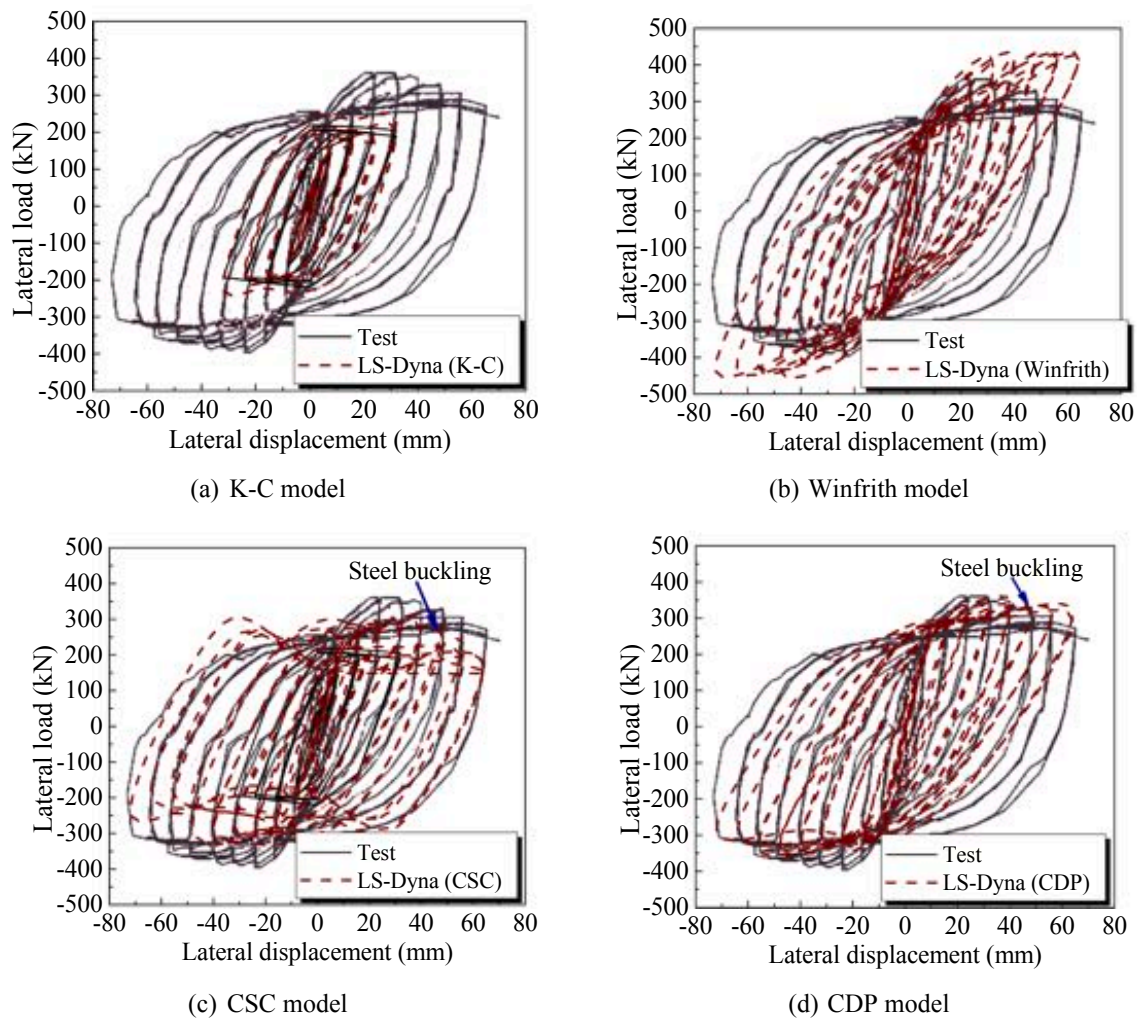 500
400
300
200
100
0
-100
-200
-300
-400
-500
Lateral load (kN)
Test
LS-Dyna (K-C)
-80 -60 -40 -20 0 20 40 60 80
Lateral displacement (mm)
(a) K-C model
500
400
300
200
100
0
-100
-200
-300
-400
-500
Lateral load (kN)
Test
LS-Dyna (Winfrith)
-80 -60 -40 -20 0 20 40 60 80
Lateral displacement (mm)
(b) Winfrith model
500
400
300
200
100
0
-100
-200
-300
-400
-500
Lateral load (kN)
Steel buckling
Test
LS-Dyna (CSC)
-80 -60 -40 -20 0 20 40 60 80
Lateral displacement (mm)
(c) CSC model
500
400
300
200
100
0
-100
-200
-300
-400
-500
Lateral load (kN)
Steel buckling
Test
LS-Dyna (CDP)
-80 -60 -40 -20 0 20 40 60 80
Lateral displacement (mm)
(d) CDP model